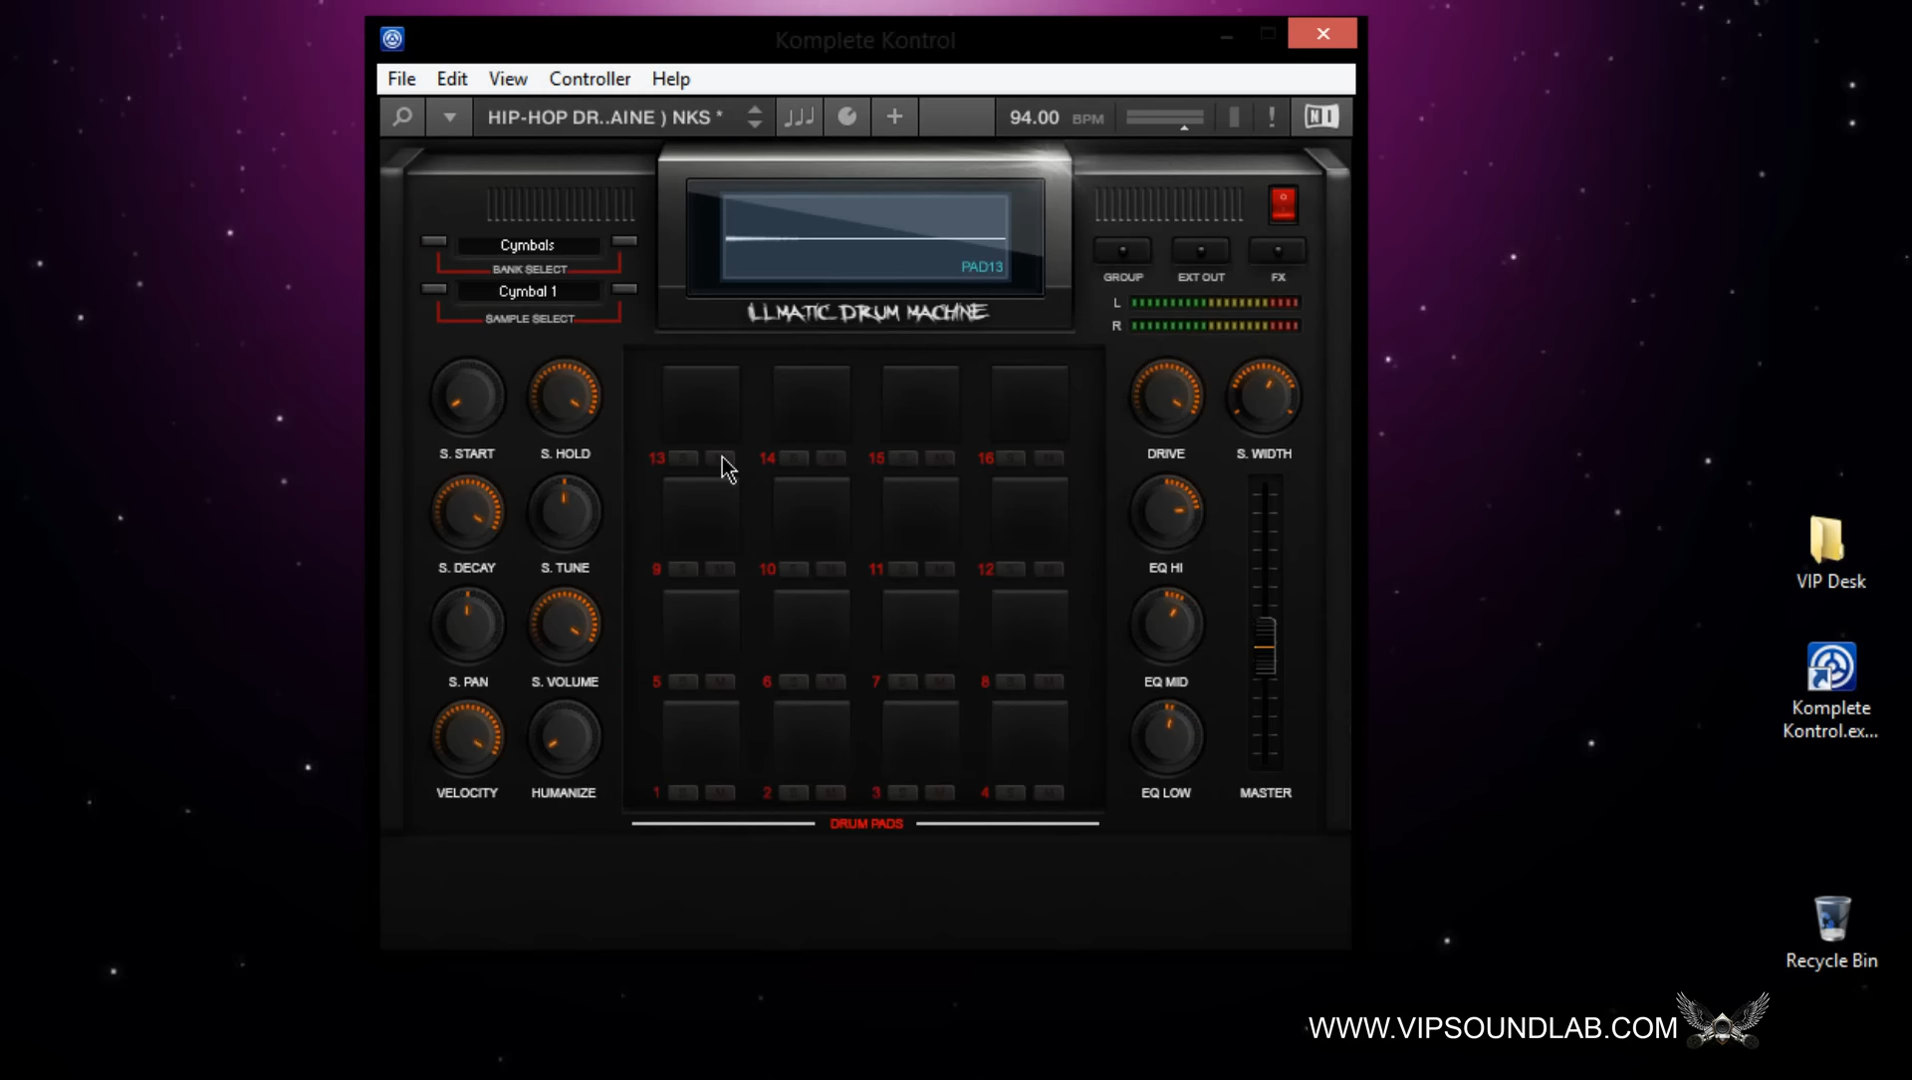 Komplete Kontrol
File Edit View Controller Help
HIP-HOP DR..AINE ) NKS *
94.00 BPM
!
NI
Cymbals
BANK SELECT
Cymbal 1
SAMPLE SELECT
PAD13
ILLMATIC DRUM MACHINE
GROUP EXT OUT FX
L
R
S. START S. HOLD
S. DECAY S. TUNE
S. PAN S. VOLUME
VELOCITY HUMANIZE
13 S 14 S M 15 S M 16 S M
9 S M 10 S M 11 S M 12 S M
5 S M 6 S M 7 S M 8 S M
1 S M 2 S M 3 S M 4 S M
DRUM PADS
DRIVE S. WIDTH
EQ HI
EQ MID
EQ LOW MASTER
VIP Desk
Komplete
Kontrol.ex...
Recycle Bin
WWW.VIPSOUNDLAB.COM